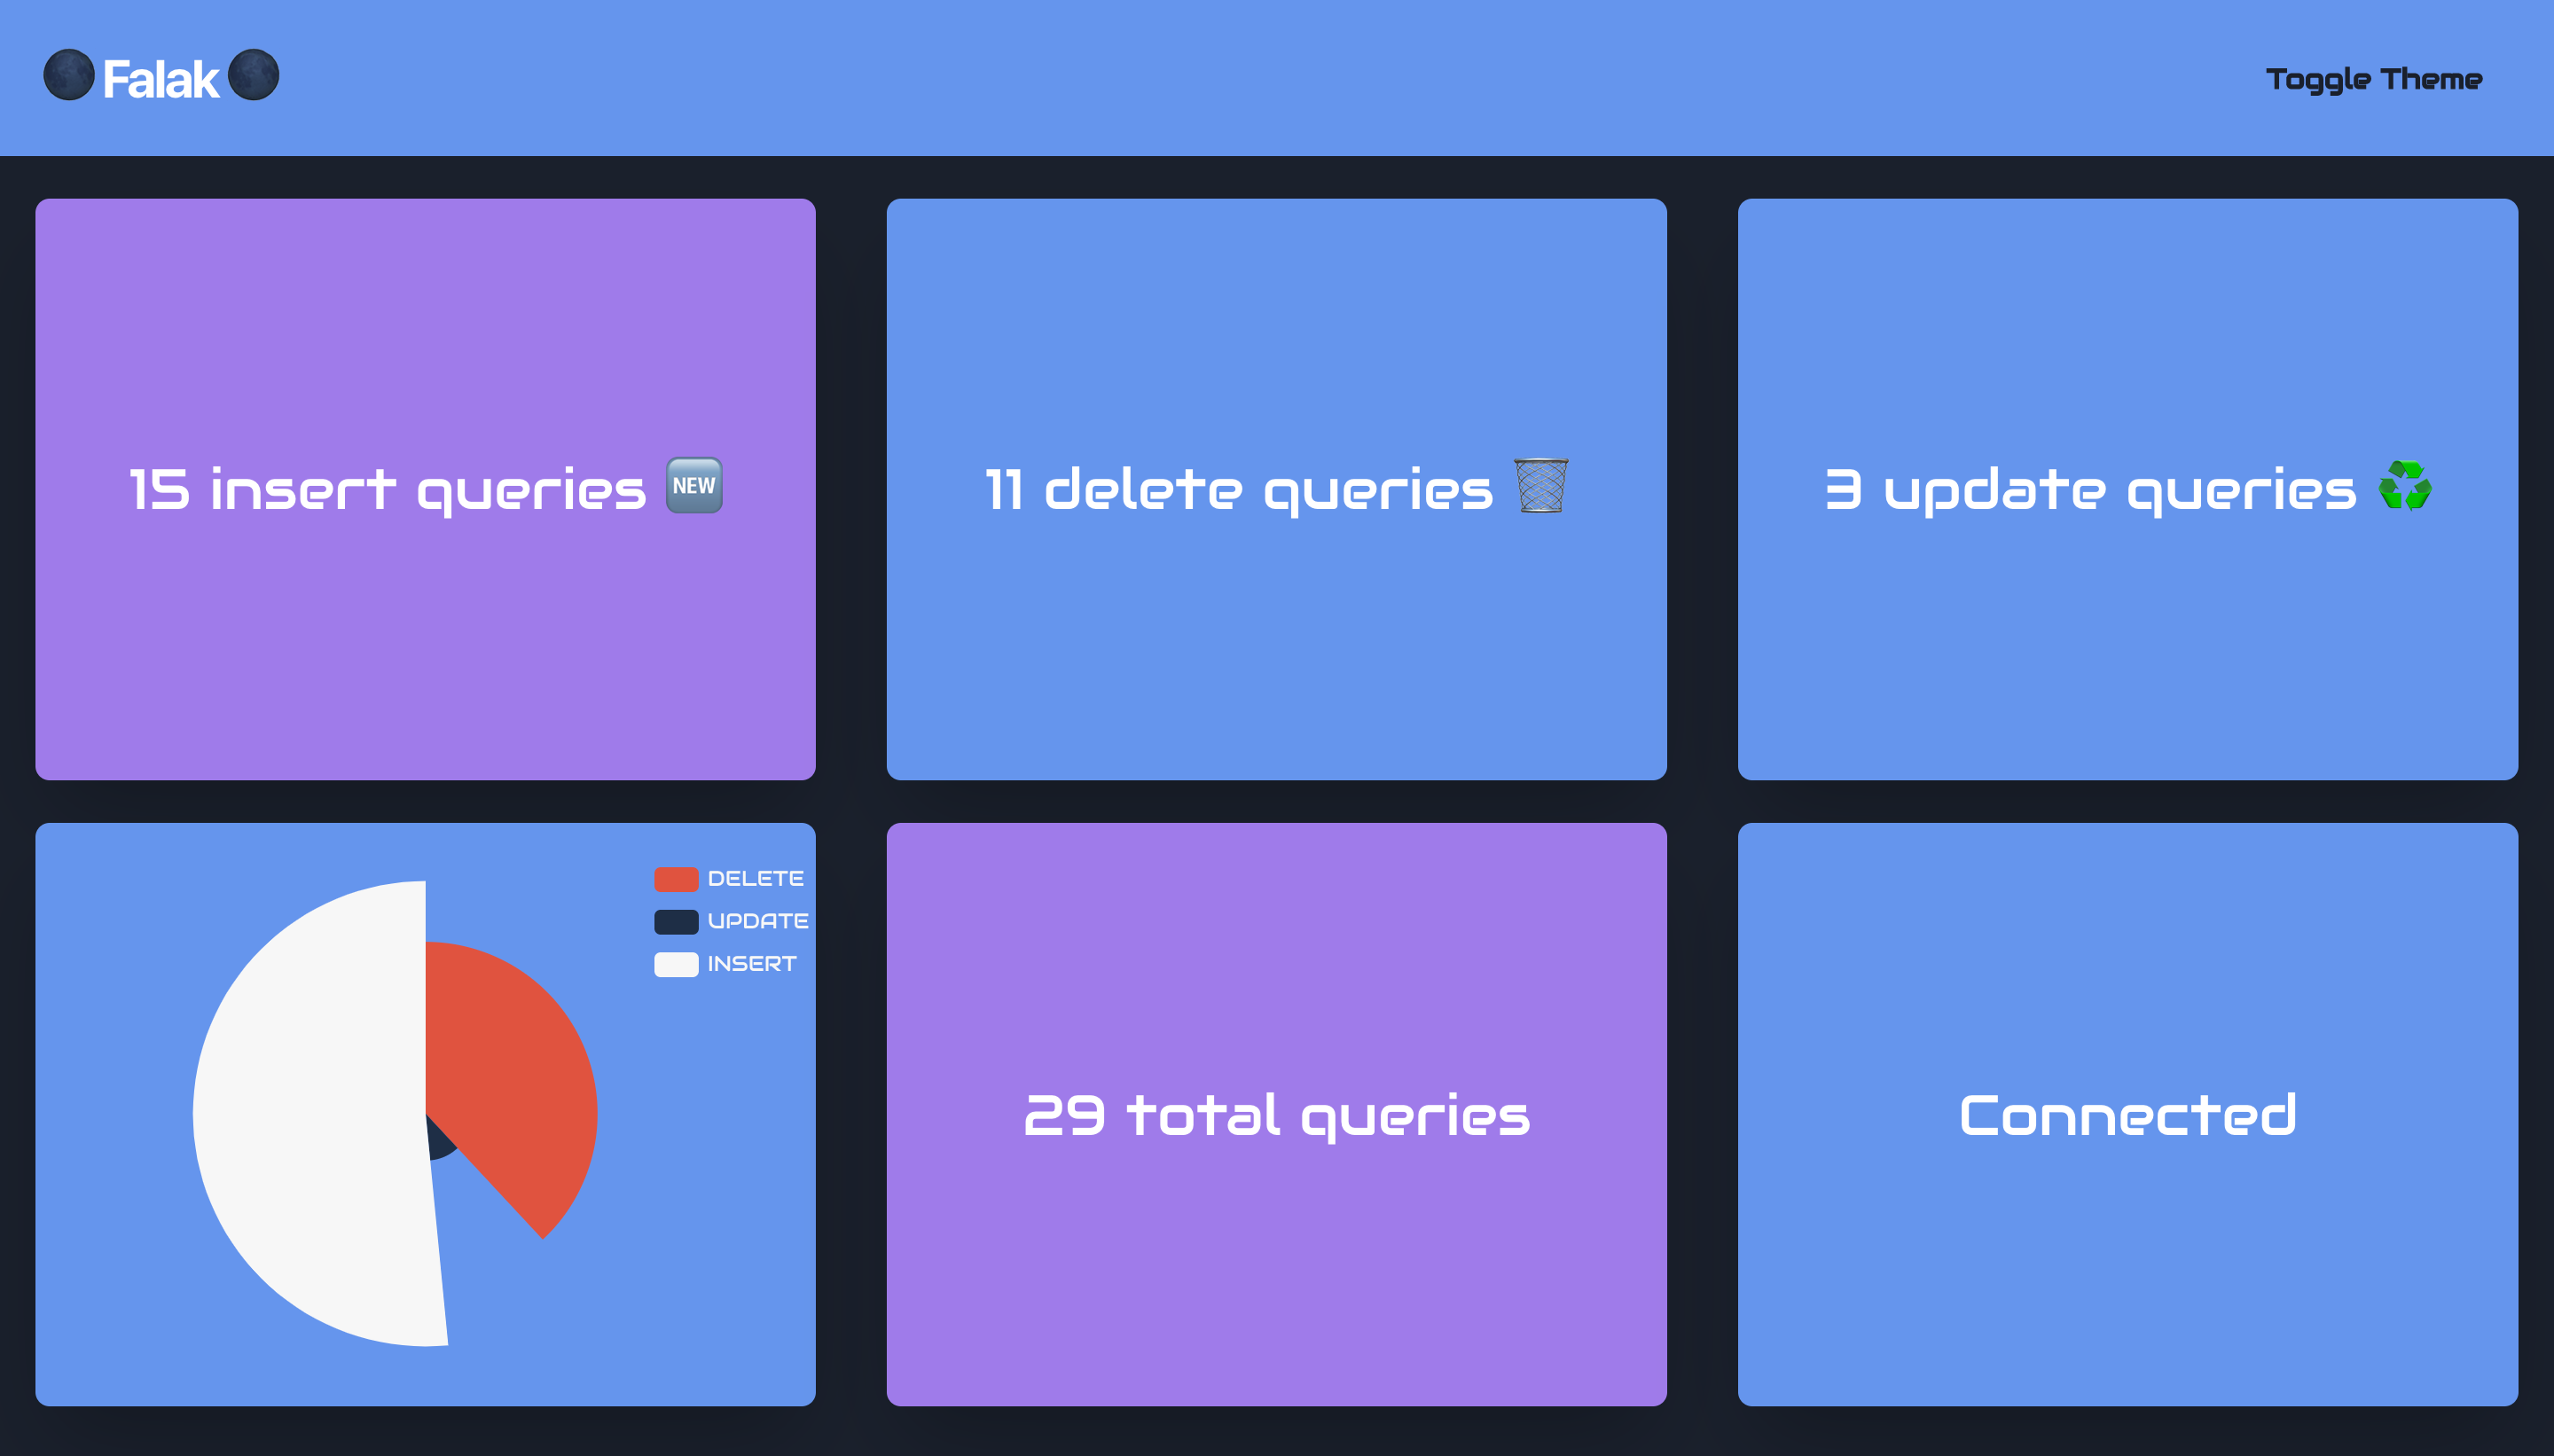 🌑 Falak 🌑
Toggle Theme
15 insert queries 🆕
11 delete queries 🗑️
3 update queries ♻️
DELETE
UPDATE
INSERT
29 total queries
Connected